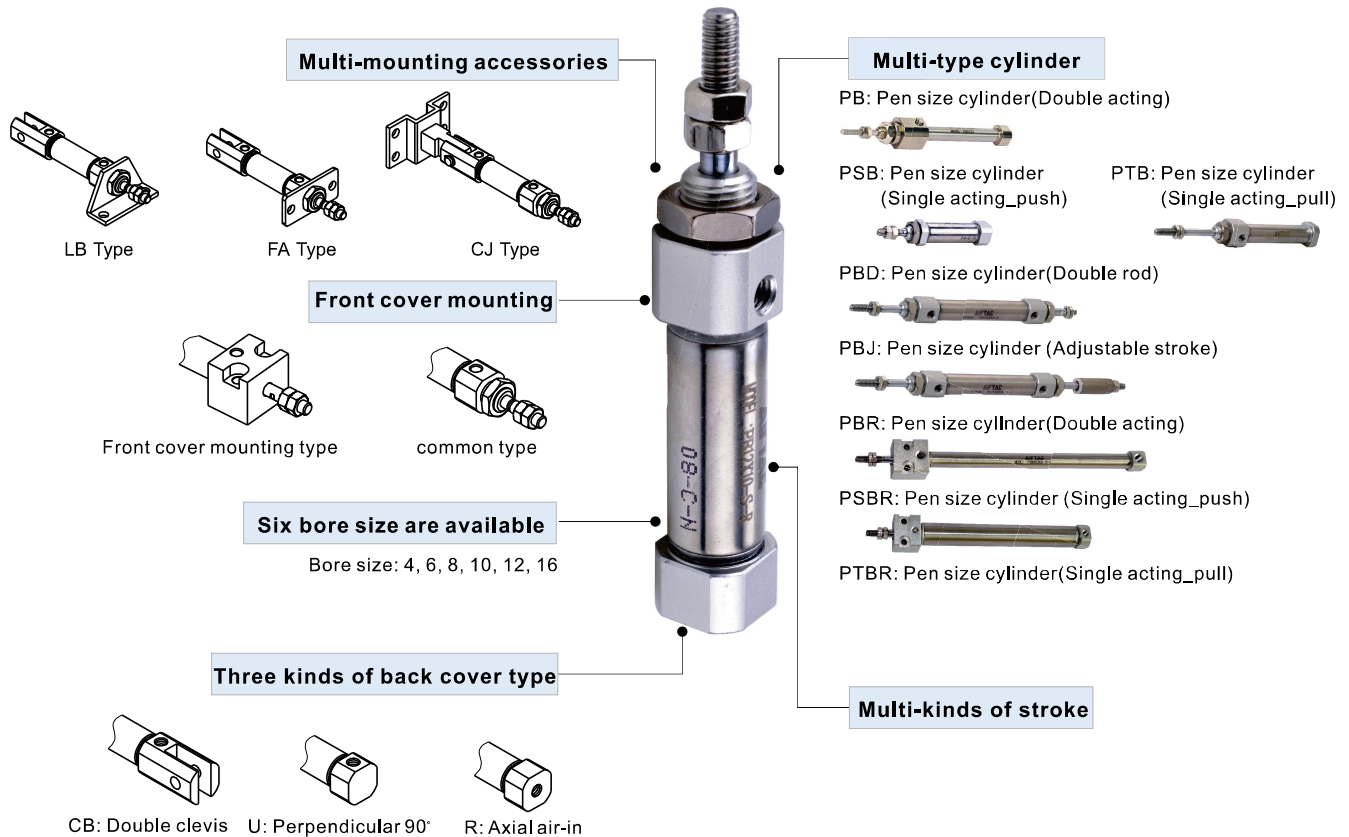 Multi-mounting accessories
LB Type
FA Type
CJ Type
Front cover mounting
Front cover mounting type
common type
Six bore size are available
Bore size: 4, 6, 8, 10, 12, 16
Three kinds of back cover type
CB: Double clevis
U: Perpendicular 90°
R: Axial air-in
08-C-N
Multi-type cylinder
PB: Pen size cylinder(Double acting)
PSB: Pen size cylinder
(Single acting_push)
PTB: Pen size cylinder
(Single acting_pull)
PBD: Pen size cylinder(Double rod)
AirTAC
PBJ: Pen size cylinder (Adjustable stroke)
AirTAC
PBR: Pen size cylinder(Double acting)
AirTAC
PSBR: Pen size cylinder (Single acting_push)
PTBR: Pen size cylinder(Single acting_pull)
Multi-kinds of stroke